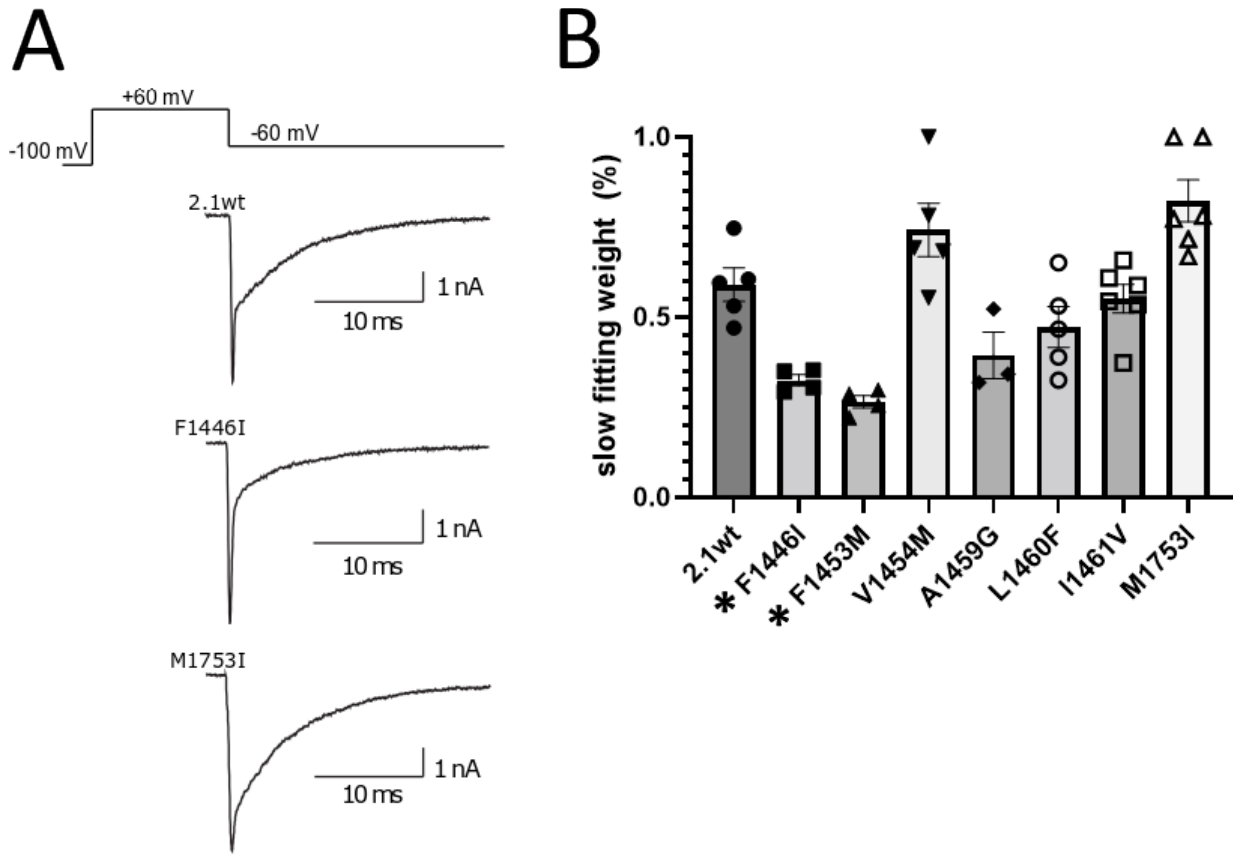 A
+60 mV
-60 mV
-100 mV
2.1wt
1 nA
10 ms
F1446I
1 nA
10 ms
M1753I
1 nA
10 ms
B
slow fitting weight (%)
1.0
0.5
0.0
2.1wt
* F1446I
* F1453M
V1454M
A1459G
L1460F
I1461V
M1753I